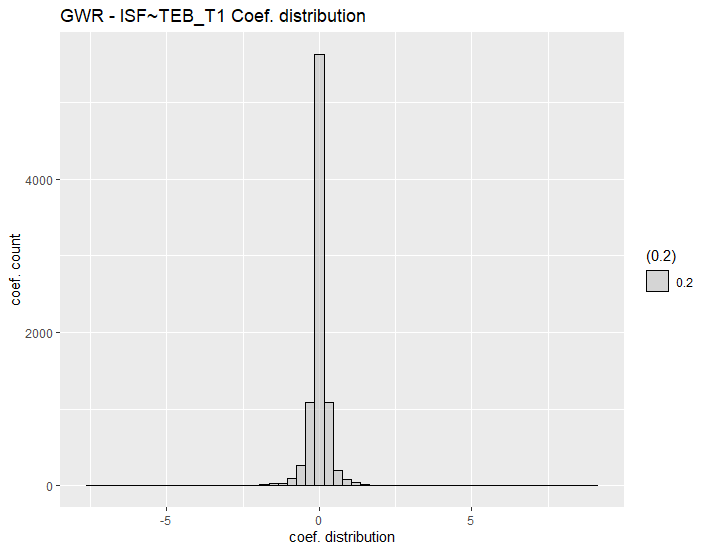 GWR - ISF~TEB_T1 Coef. distribution
coef. count
4000
2000
0
-5
0
5
coef. distribution
(0.2)
0.2